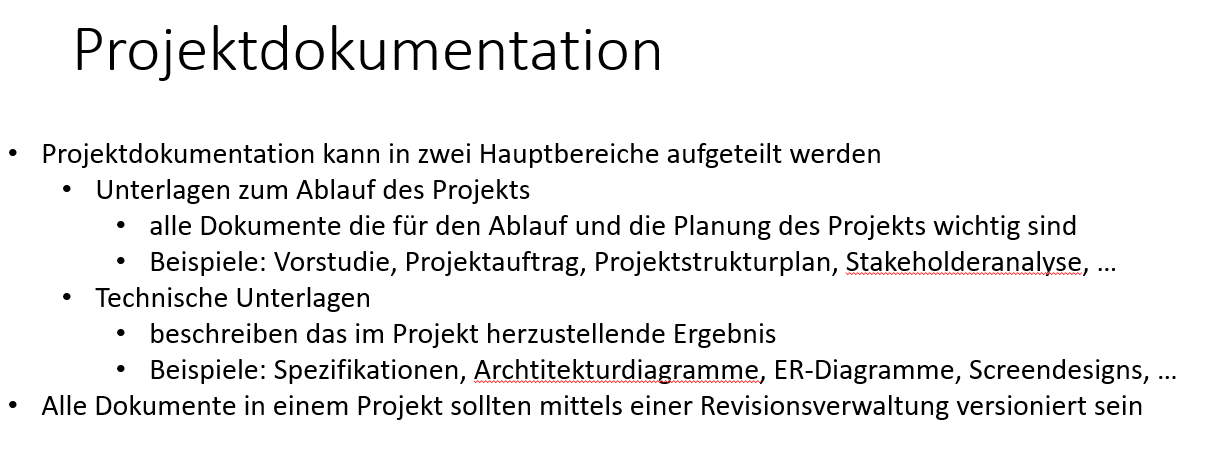 Projektdokumentation
• Projektdokumentation kann in zwei Hauptbereiche aufgeteilt werden
• Unterlagen zum Ablauf des Projekts
• alle Dokumente die für den Ablauf und die Planung des Projekts wichtig sind
• Beispiele: Vorstudie, Projektauftrag, Projektstrukturplan, Stakeholderanalyse, ...
• Technische Unterlagen
• beschreiben das im Projekt herzustellende Ergebnis
• Beispiele: Spezifikationen, Archtitekturdiagramme, ER-Diagramme, Screendesigns, ...
• Alle Dokumente in einem Projekt sollten mittels einer Revisionsverwaltung versioniert sein